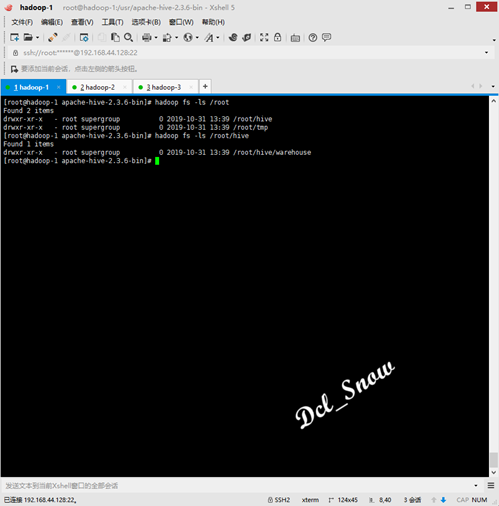 hadoop-1 root@hadoop-1:/usr/apache-hive-2.3.6-bin - Xshell 5
文件(F) 编辑(E) 查看(V) 工具(T) 选项卡(B) 窗口(W) 帮助(H)
ssh://root:******@192.168.44.128:22
要添加当前会话，点击左侧的箭头按钮。
1 hadoop-1 2 hadoop-2 3 hadoop-3
[root@hadoop-1 apache-hive-2.3.6-bin]# hadoop fs -ls /root
Found 2 items
drwxr-xr-x - root supergroup 0 2019-10-31 13:39 /root/hive
drwxr-xr-x - root supergroup 0 2019-10-31 13:39 /root/tmp
[root@hadoop-1 apache-hive-2.3.6-bin]# hadoop fs -ls /root/hive
Found 1 items
drwxr-xr-x - root supergroup 0 2019-10-31 13:39 /root/hive/warehouse
[root@hadoop-1 apache-hive-2.3.6-bin]#
Dcl_Snow
发送文本到当前Xshell窗口的全部会话
已连接 192.168.44.128:22。 SSH2 xterm 124x45 8,40 3 会话 CAP NUM